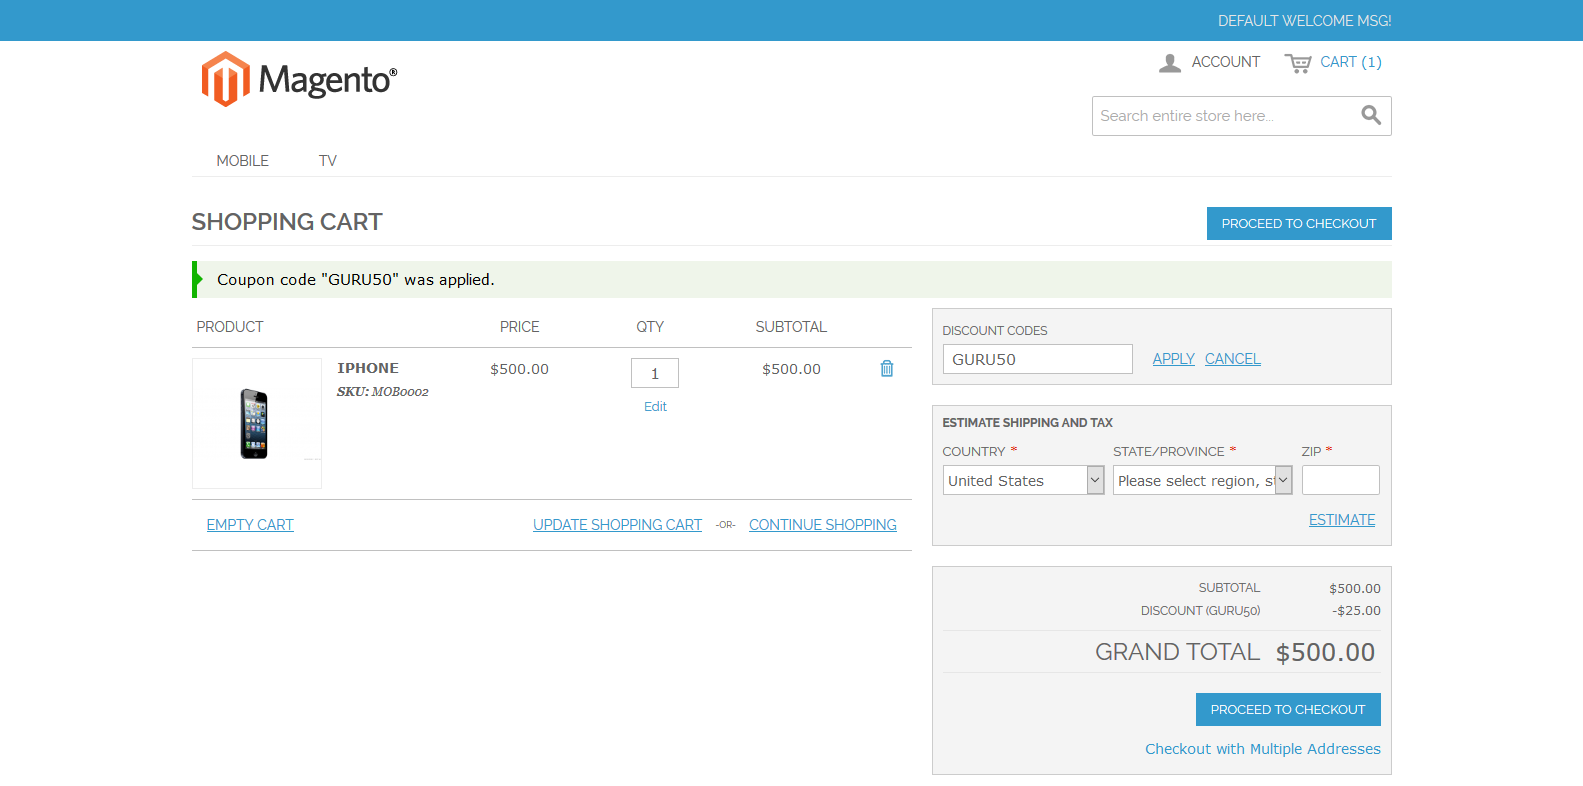 DEFAULT WELCOME MSG!
Magento®
ACCOUNT CART (1)
Search entire store here...
MOBILE TV
SHOPPING CART
PROCEED TO CHECKOUT
Coupon code "GURU50" was applied.
PRODUCT PRICE QTY SUBTOTAL
IPHONE $500.00 1 $500.00
SKU: MOB0002
Edit
EMPTY CART UPDATE SHOPPING CART -OR- CONTINUE SHOPPING
DISCOUNT CODES
GURU50 APPLY CANCEL
ESTIMATE SHIPPING AND TAX
COUNTRY * STATE/PROVINCE * ZIP *
United States Please select region, st
ESTIMATE
SUBTOTAL $500.00
DISCOUNT (GURU50) -$25.00
GRAND TOTAL $500.00
PROCEED TO CHECKOUT
Checkout with Multiple Addresses